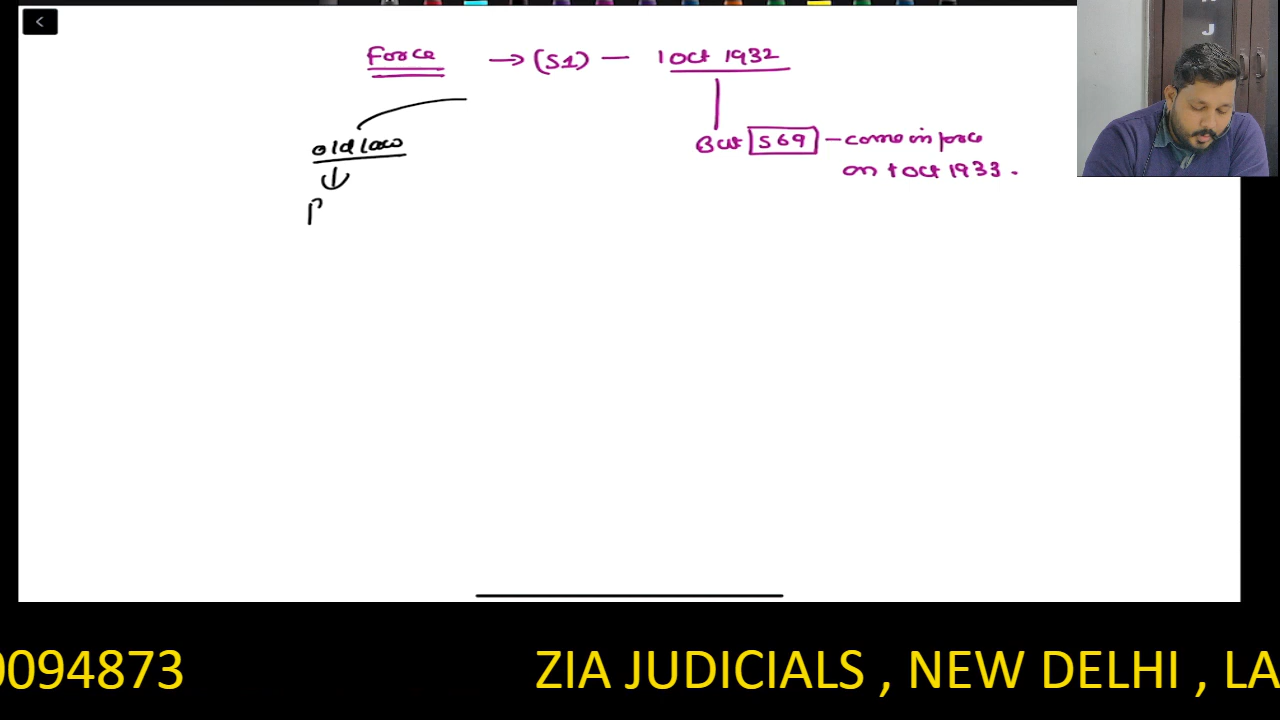 J
Force → (S1) — 1 oct 1932
old law
But S69 – come in force
on 1 oct 1933.
0094873 ZIA JUDICIALS , NEW DELHI , LA